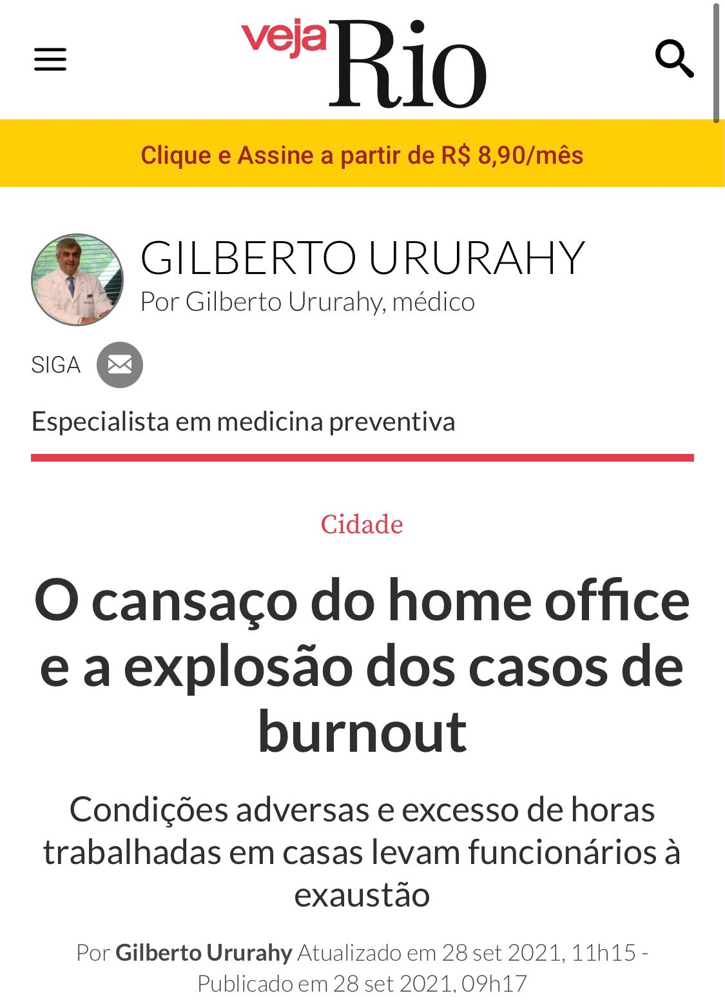 veja Rio
Clique e Assine a partir de R$ 8,90/mês
GILBERTO URURAHY
Por Gilberto Ururahy, médico
SIGA
Especialista em medicina preventiva
Cidade
O cansaço do home office
e a explosão dos casos de
burnout
Condições adversas e excesso de horas
trabalhadas em casas levam funcionários à
exaustão
Por Gilberto Ururahy Atualizado em 28 set 2021, 11h15 -
Publicado em 28 set 2021, 09h17